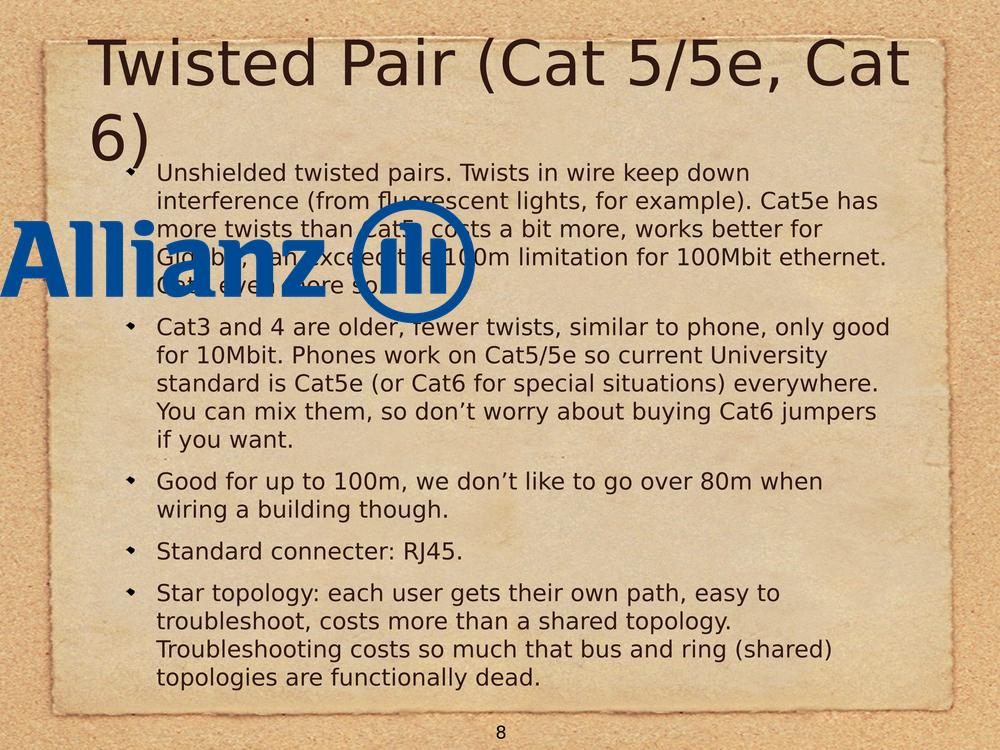 Twisted Pair (Cat 5/5e, Cat
6)
Unshielded twisted pairs. Twists in wire keep down
interference (from fluorescent lights, for example). Cat5e has
more twists than Cat5, costs a bit more, works better for
can exceed the 100m limitation for 100Mbit ethernet.
even more so.
Allianz
Cat3 and 4 are older, fewer twists, similar to phone, only good
for 10Mbit. Phones work on Cat5/5e so current University
standard is Cat5e (or Cat6 for special situations) everywhere.
You can mix them, so don’t worry about buying Cat6 jumpers
if you want.
Good for up to 100m, we don’t like to go over 80m when
wiring a building though.
Standard connecter: RJ45.
Star topology: each user gets their own path, easy to
troubleshoot, costs more than a shared topology.
Troubleshooting costs so much that bus and ring (shared)
topologies are functionally dead.
8